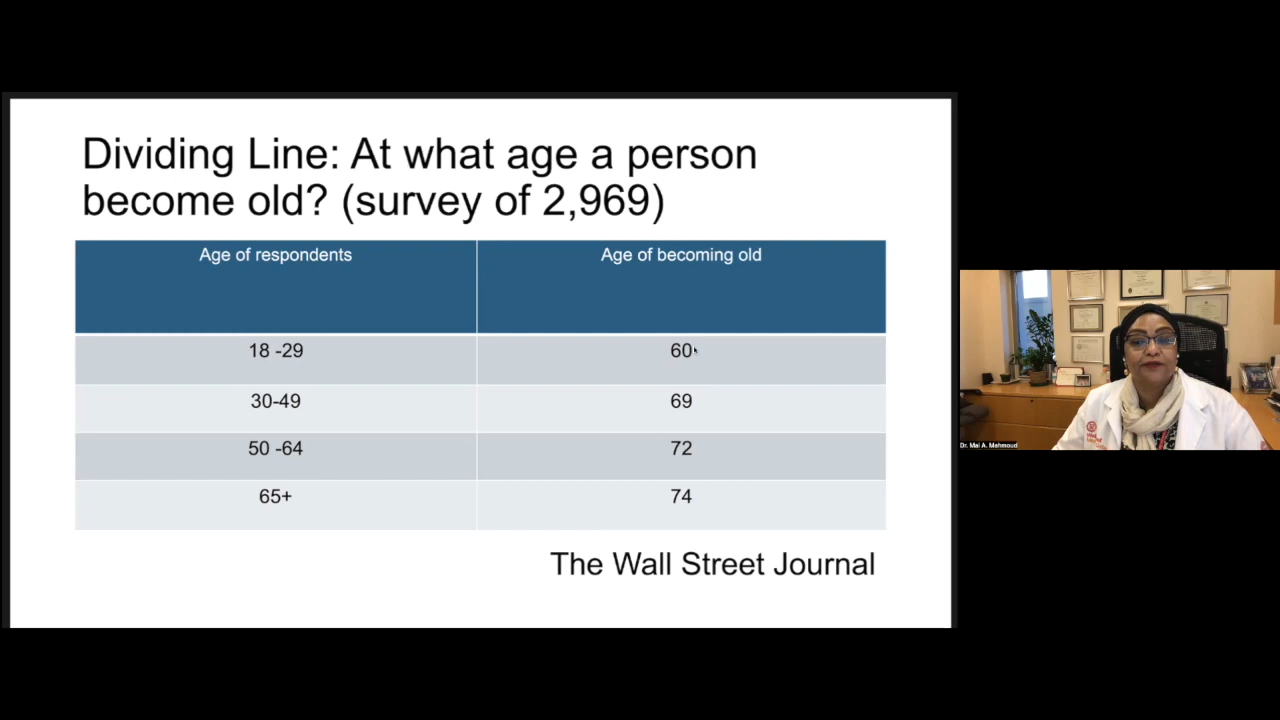 Dividing Line: At what age a person
become old? (survey of 2,969)
Age of respondents
Age of becoming old
18 -29
60
30-49
69
50 -64
72
65+
74
The Wall Street Journal
Dr. Mai A. Mahmoud